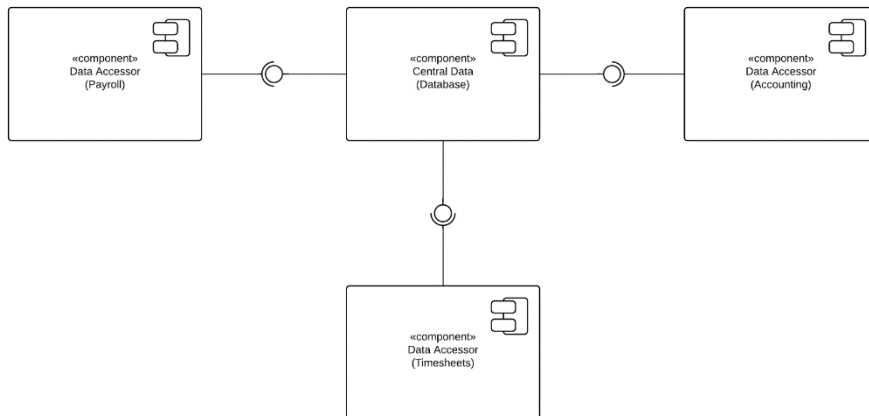 «component»
Data Accessor
(Payroll)
«component»
Central Data
(Database)
«component»
Data Accessor
(Accounting)
«component»
Data Accessor
(Timesheets)